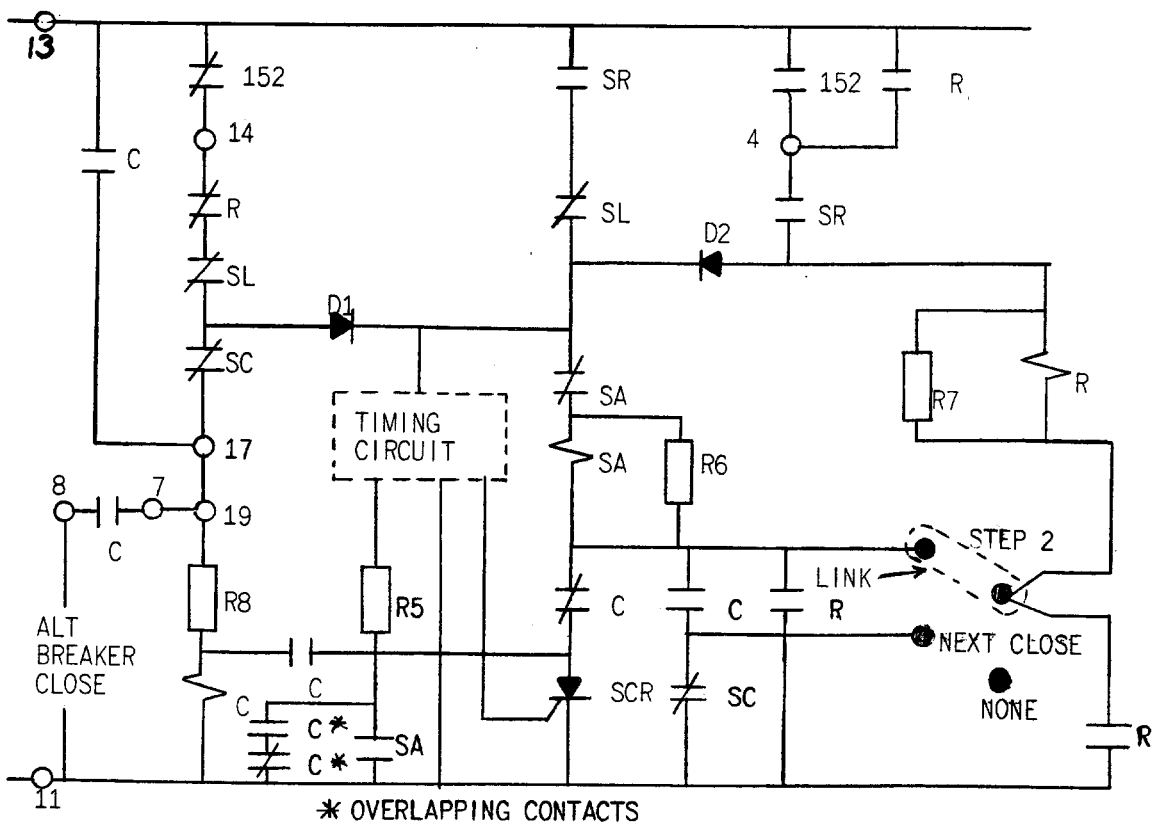 13
152
SR
152
R
C
14
4
R
SL
SR
SL
D2
D1
SC
SA
R7
R
TIMING
CIRCUIT
17
SA
R6
8
7
19
C
STEP 2
LINK
R8
R5
C
C
R
ALT
BREAKER
CLOSE
NEXT CLOSE
C
SCR
SC
C
NONE
C*
SA
C*
R
11
* OVERLAPPING CONTACTS